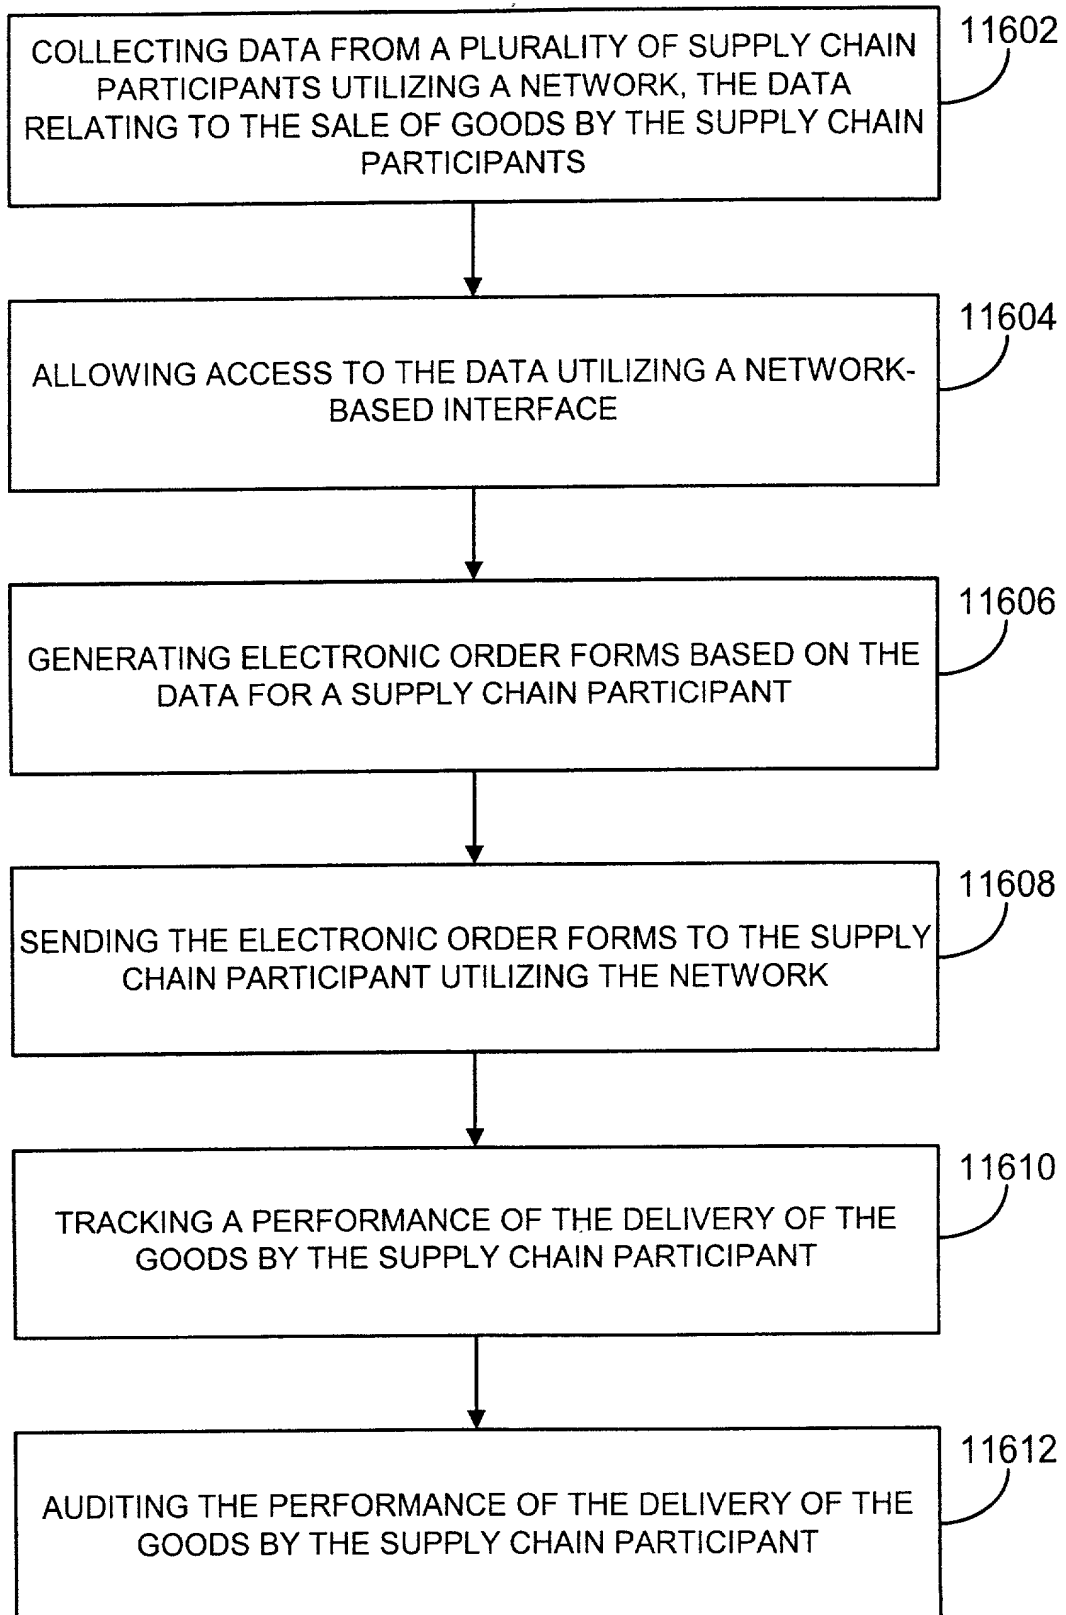 COLLECTING DATA FROM A PLURALITY OF SUPPLY CHAIN
PARTICIPANTS UTILIZING A NETWORK, THE DATA
RELATING TO THE SALE OF GOODS BY THE SUPPLY CHAIN
PARTICIPANTS
11602
ALLOWING ACCESS TO THE DATA UTILIZING A NETWORK-
BASED INTERFACE
11604
GENERATING ELECTRONIC ORDER FORMS BASED ON THE
DATA FOR A SUPPLY CHAIN PARTICIPANT
11606
SENDING THE ELECTRONIC ORDER FORMS TO THE SUPPLY
CHAIN PARTICIPANT UTILIZING THE NETWORK
11608
TRACKING A PERFORMANCE OF THE DELIVERY OF THE
GOODS BY THE SUPPLY CHAIN PARTICIPANT
11610
AUDITING THE PERFORMANCE OF THE DELIVERY OF THE
GOODS BY THE SUPPLY CHAIN PARTICIPANT
11612